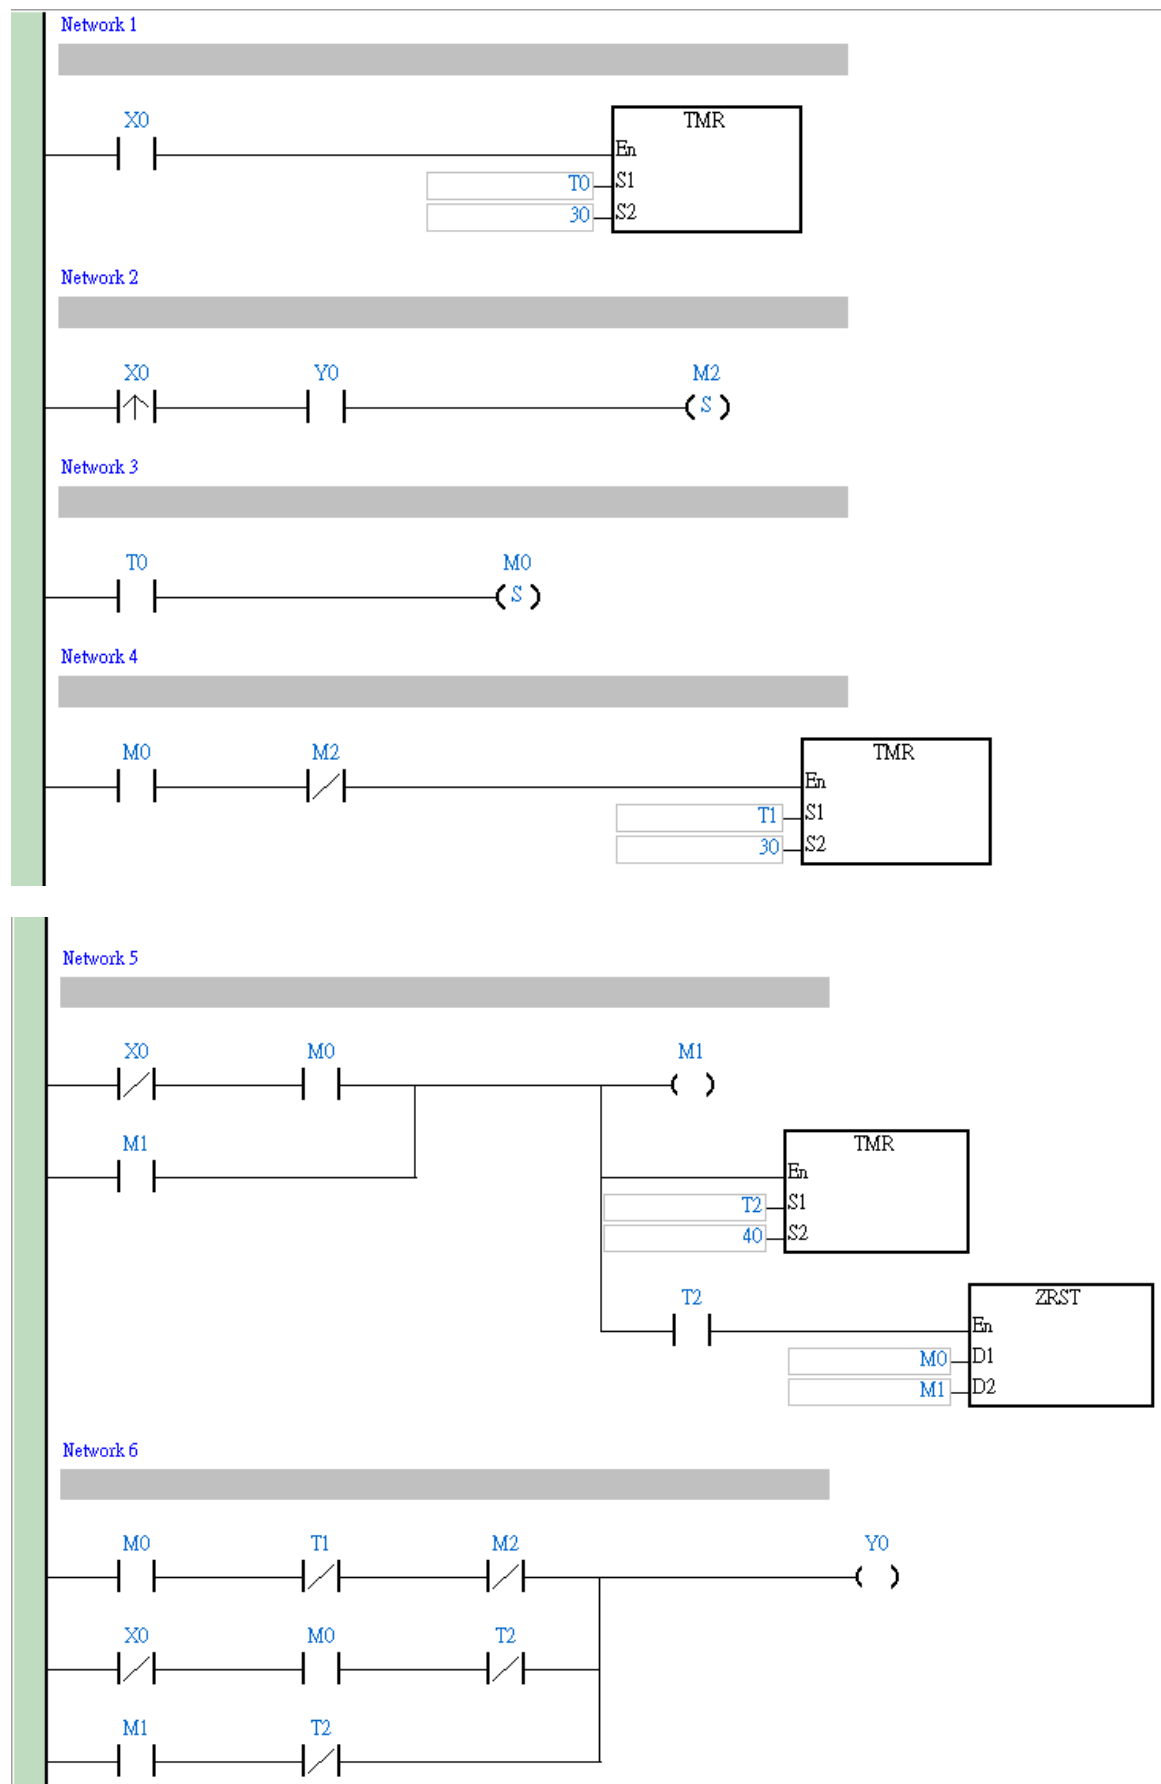 Network 1
X0
TMR
En
T0 S1
30 S2
Network 2
X0 Y0 M2
S
Network 3
T0 M0
S
Network 4
M0 M2
TMR
En
T1 S1
30 S2
Network 5
X0 M0 M1
M1
TMR
En
T2 S1
40 S2
T2
ZRST
En
M0 D1
M1 D2
Network 6
M0 T1 M2 Y0
X0 M0 T2
M1 T2